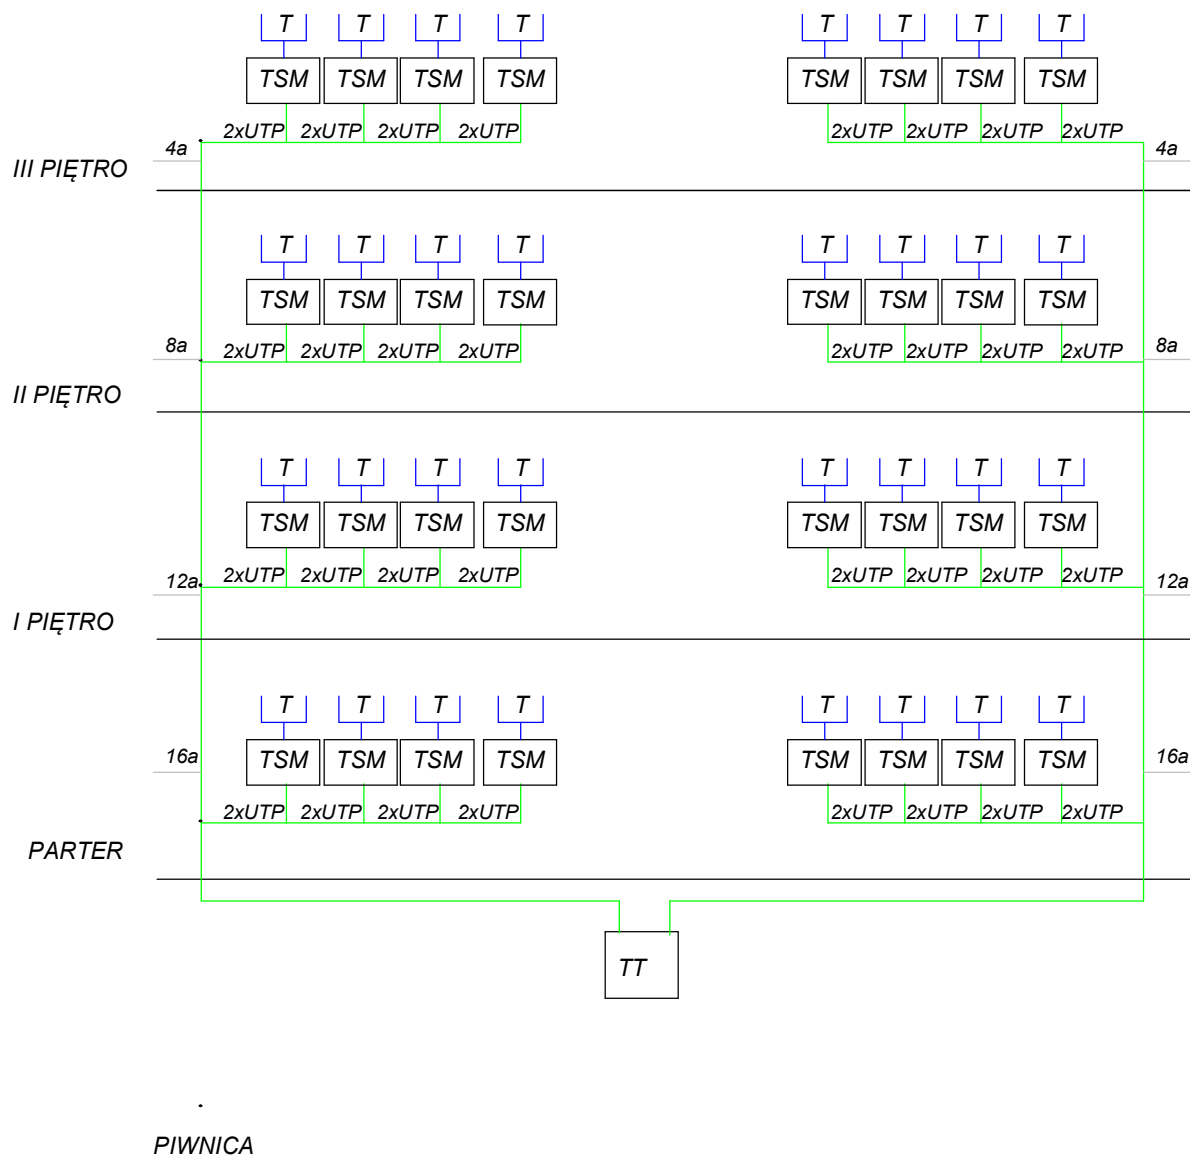 T T T T T T T T
TSM TSM TSM TSM TSM TSM TSM TSM
2xUTP 2xUTP 2xUTP 2xUTP 2xUTP 2xUTP 2xUTP 2xUTP
4a 4a
III PIĘTRO
T T T T T T T T
TSM TSM TSM TSM TSM TSM TSM TSM
8a 2xUTP 2xUTP 2xUTP 2xUTP 2xUTP 2xUTP 2xUTP 2xUTP 8a
II PIĘTRO
T T T T T T T T
TSM TSM TSM TSM TSM TSM TSM TSM
12a 2xUTP 2xUTP 2xUTP 2xUTP 2xUTP 2xUTP 2xUTP 2xUTP 12a
I PIĘTRO
T T T T T T T T
16a TSM TSM TSM TSM TSM TSM TSM TSM 16a
2xUTP 2xUTP 2xUTP 2xUTP 2xUTP 2xUTP 2xUTP 2xUTP
PARTER
TT
PIWNICA